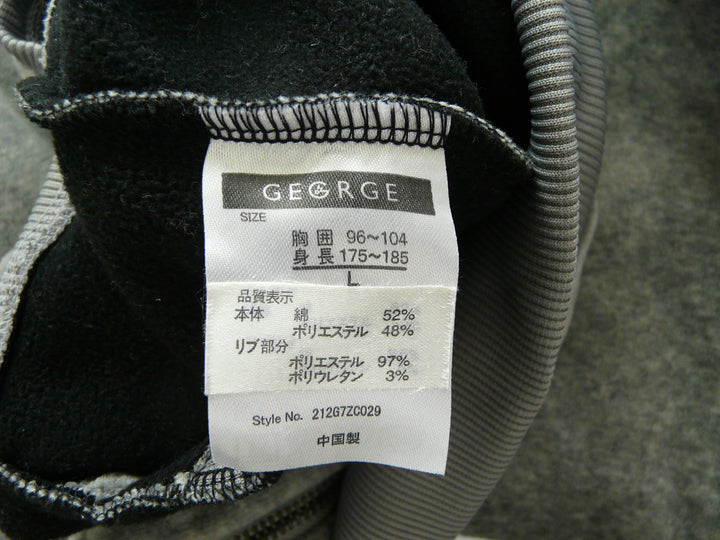 GEORGE
SIZE
胸囲 96~104
身長 175~185
L
品質表示
本体 綿 52%
ポリエステル 48%
リブ部分
ポリエステル 97%
ポリウレタン 3%
Style No. 212G7ZC029
中国製